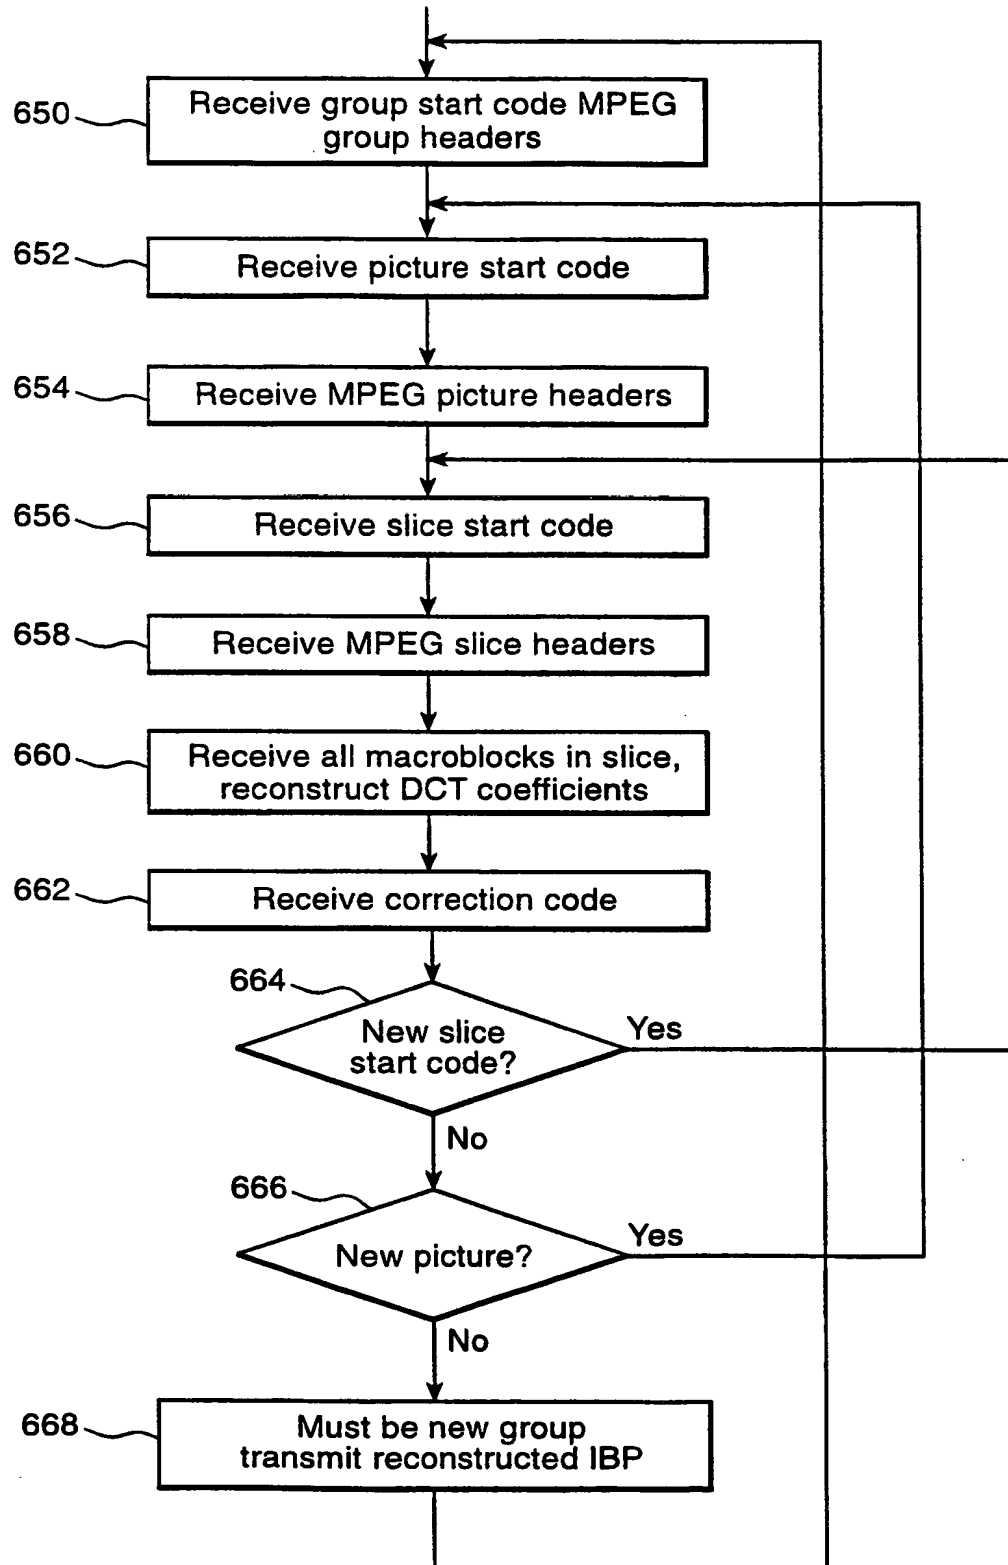 650
Receive group start code MPEG
group headers
652
Receive picture start code
654
Receive MPEG picture headers
656
Receive slice start code
658
Receive MPEG slice headers
660
Receive all macroblocks in slice,
reconstruct DCT coefficients
662
Receive correction code
664
New slice
start code?
Yes
No
666
New picture?
Yes
No
668
Must be new group
transmit reconstructed IBP